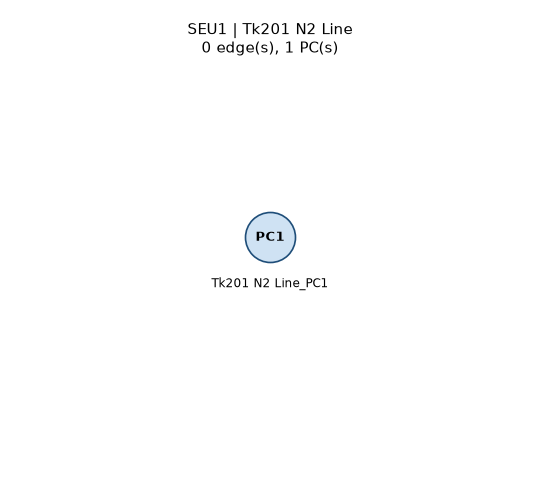 SEU1 | Tk201 N2 Line
0 edge(s), 1 PC(s)
PC1
Tk201 N2 Line_PC1